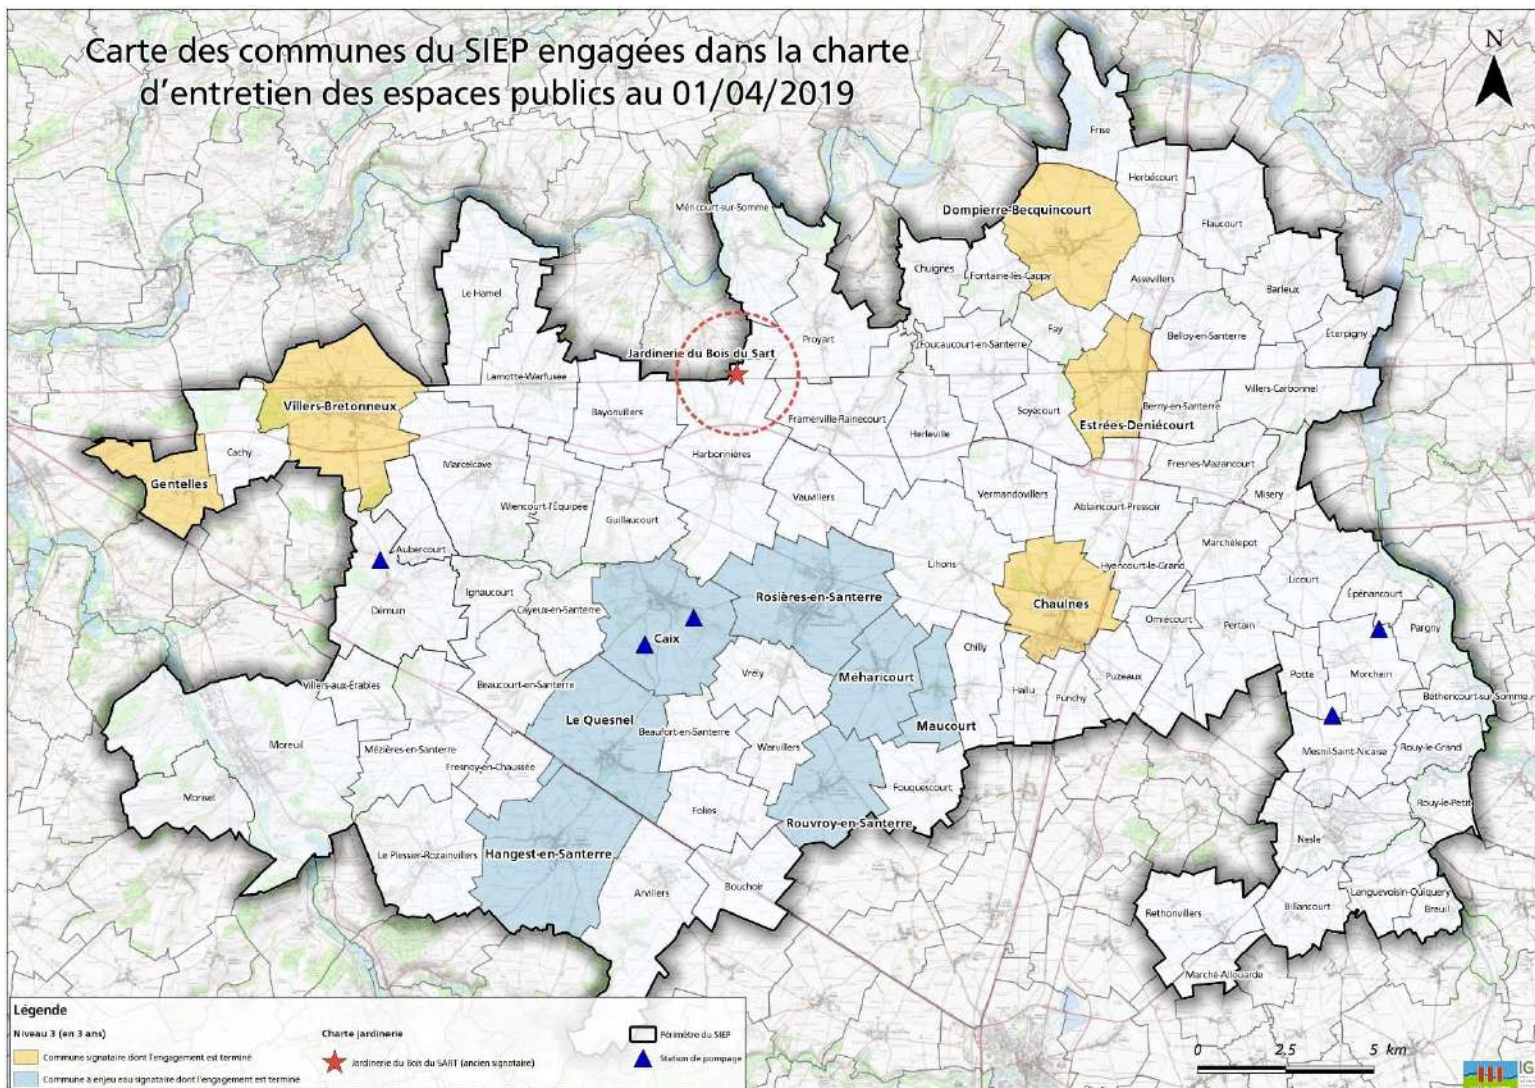 Carte des communes du SIEP engagées dans la charte
d'entretien des espaces publics au 01/04/2019
N
Frise
Herbécourt
Méricourt-sur-Somme
Dompierre-Becquincourt
Flaucourt
Chuignes
Fontaine-lès-Cappy
Assevillers
Barleux
Le Hamel
Fay
Proyart
Foucaucourt-en-Santerre
Belloy-en-Santerre
Éterpigny
Jardinerie du Bois du Sart
Lamotte-Warfusée
Villers-Carbonnel
Villers-Bretonneux
Bayonvillers
Framerville-Rainecourt
Soyécourt
Berny-en-Santerre
Estrées-Deniécourt
Herleville
Cachy
Harbonnières
Marcelcave
Fresnes-Mazancourt
Gentelles
Vauvillers
Vermandovillers
Misery
Wiencourt-l'Équipée
Ablaincourt-Pressoir
Guillaucourt
Marchélepot
Aubercourt
Lihons
Hyencourt-le-Grand
Licourt
Ignaucourt
Épénancourt
Rosières-en-Santerre
Chaulnes
Démuin
Cayeux-en-Santerre
Omiécourt
Pertain
Pargny
Caix
Chilly
Vrély
Méharicourt
Puzeaux
Potte
Morchain
Villers-aux-Érables
Beaucourt-en-Santerre
Hallu
Punchy
Béthencourt-sur-Somme
Le Quesnel
Maucourt
Beaufort-en-Santerre
Moreuil
Mézières-en-Santerre
Warvillers
Mesnil-Saint-Nicaise
Rouy-le-Grand
Fresnoy-en-Chaussée
Fouquescourt
Morisel
Rouy-le-Petit
Folies
Rouvroy-en-Santerre
Nesle
Le Plessier-Rozainvillers
Hangest-en-Santerre
Bouchoir
Arvillers
Languevoisin-Quiquery
Billancourt
Breuil
Rethonvillers
Marché-Allouarde
Légende
Niveau 3 (en 3 ans)
Charte jardinerie
Périmètre du SIEP
Commune signataire dont l'engagement est terminé
Jardinerie du Bois du SART (ancien signataire)
Station de pompage
Commune à enjeu eau signataire dont l'engagement est terminé
0 2,5 5 km